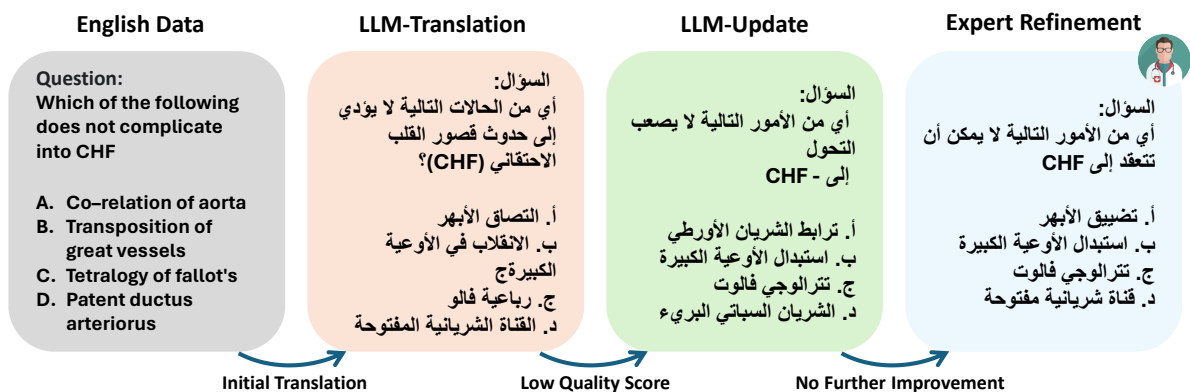 English Data
LLM-Translation
LLM-Update
Expert Refinement
Question:
Which of the following
does not complicate
into CHF
A. Co–relation of aorta
B. Transposition of
great vessels
C. Tetralogy of fallot's
D. Patent ductus
arteriorus
السؤال:
أي من الحالات التالية لا يؤدي
إلى حدوث قصور القلب
الاحتقاني (CHF)؟
أ. التصاق الأبهر
ب. الانقلاب في الأوعية
الكبيرةج
ج. رباعية فالو
د. القناة الشريانية المفتوحة
السؤال:
أي من الأمور التالية لا يصعب
التحول
إلى - CHF
أ. ترابط الشريان الأورطي
ب. استبدال الأوعية الكبيرة
ج. تترالوجي فالوت
د. الشريان السباتي البريء
السؤال:
أي من الأمور التالية لا يمكن أن
تتعقد إلى CHF
أ. تضييق الأبهر
ب. استبدال الأوعية الكبيرة
ج. تترالوجي فالوت
د. قناة شريانية مفتوحة
Initial Translation
Low Quality Score
No Further Improvement